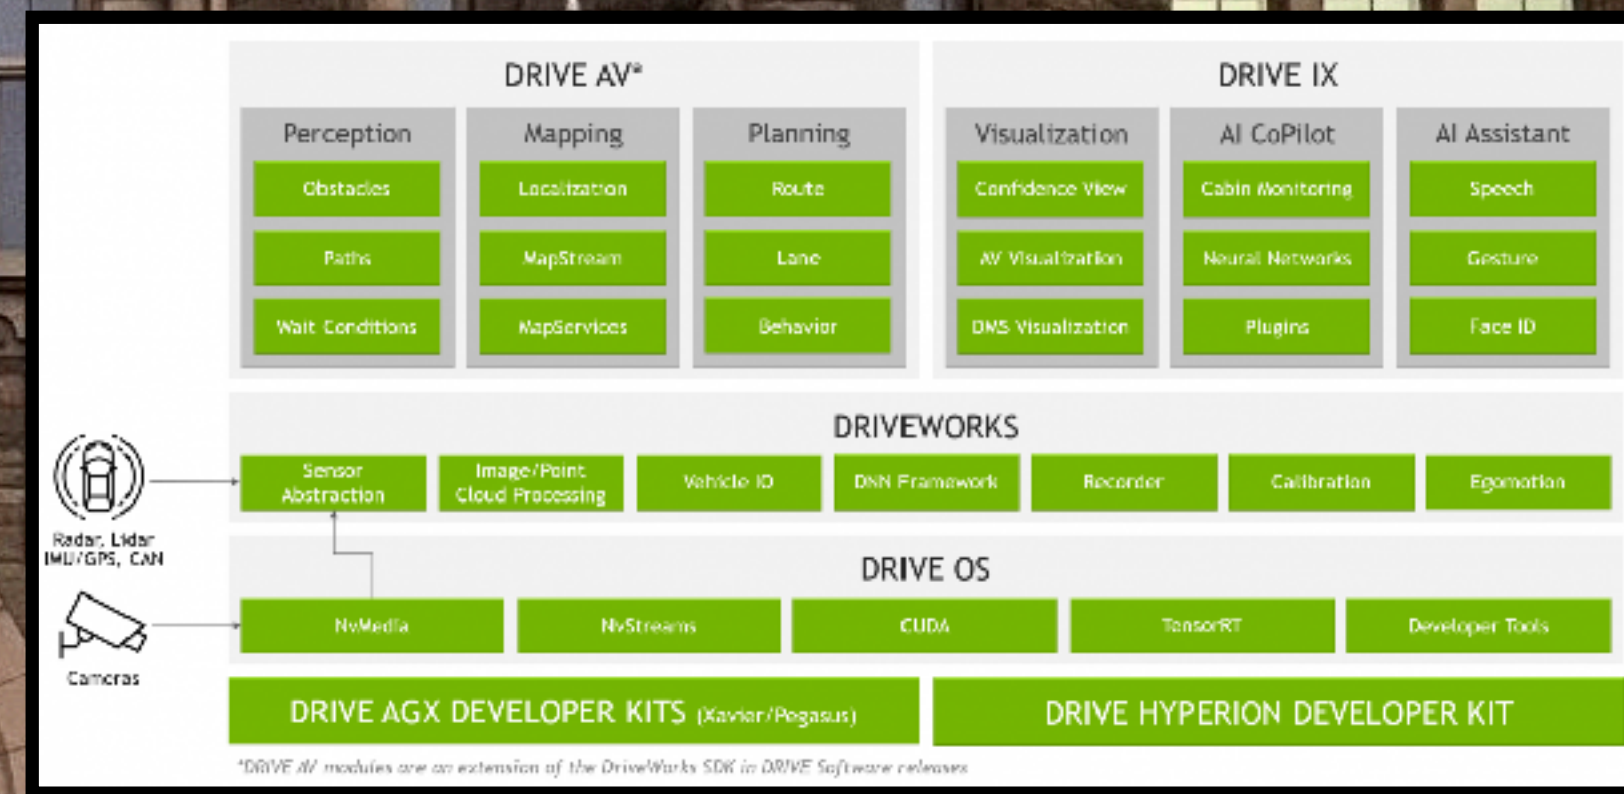 DRIVE AV*
DRIVE IX
Perception
Mapping
Planning
Visualization
AI CoPilot
AI Assistant
Obstacles
Localization
Route
Confidence View
Cabin Monitoring
Speech
Paths
MapStream
Lane
AV Visualization
Neural Networks
Gesture
Wait Conditions
MapServices
Behavior
DMS Visualization
Plugins
Face ID
DRIVEWORKS
Sensor
Abstraction
Image/Point
Cloud Processing
Vehicle IO
DNN Framework
Recorder
Calibration
Egomotion
Radar, Lidar
IMU/GPS, CAN
DRIVE OS
NvMedia
NvStreams
CUDA
TensorRT
Developer Tools
Cameras
DRIVE AGX DEVELOPER KITS (Xavier/Pegasus)
DRIVE HYPERION DEVELOPER KIT
*DRIVE AV modules are an extension of the DriveWorks SDK in DRIVE Software releases